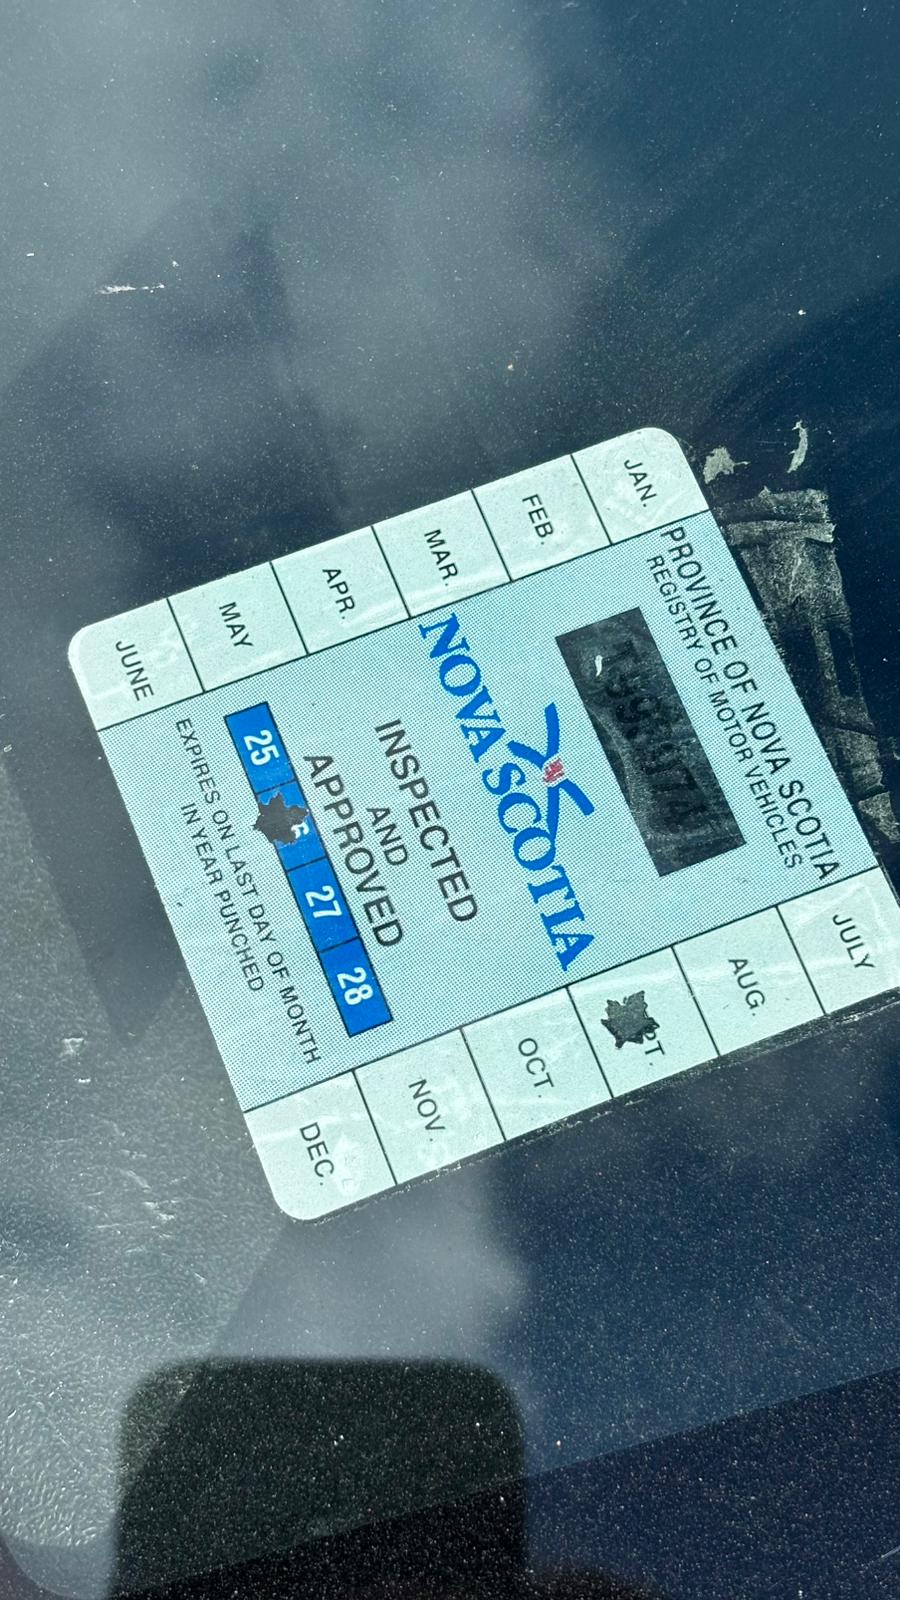 PROVINCE OF NOVA SCOTIA
REGISTRY OF MOTOR VEHICLES
NOVA SCOTIA
INSPECTED
AND
APPROVED
25 27 28
EXPIRES ON LAST DAY OF MONTH
IN YEAR PUNCHED
JAN.
FEB.
MAR.
APR.
MAY
JUNE
JULY
AUG.
OCT.
NOV.
DEC.